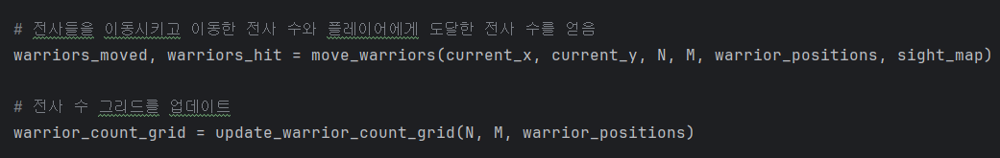 # 전사들을 이동시키고 이동한 전사 수와 플레이어에게 도달한 전사 수를 얻음
warriors_moved, warriors_hit = move_warriors(current_x, current_y, N, M, warrior_positions, sight_map)
# 전사 수 그리드를 업데이트
warrior_count_grid = update_warrior_count_grid(N, M, warrior_positions)